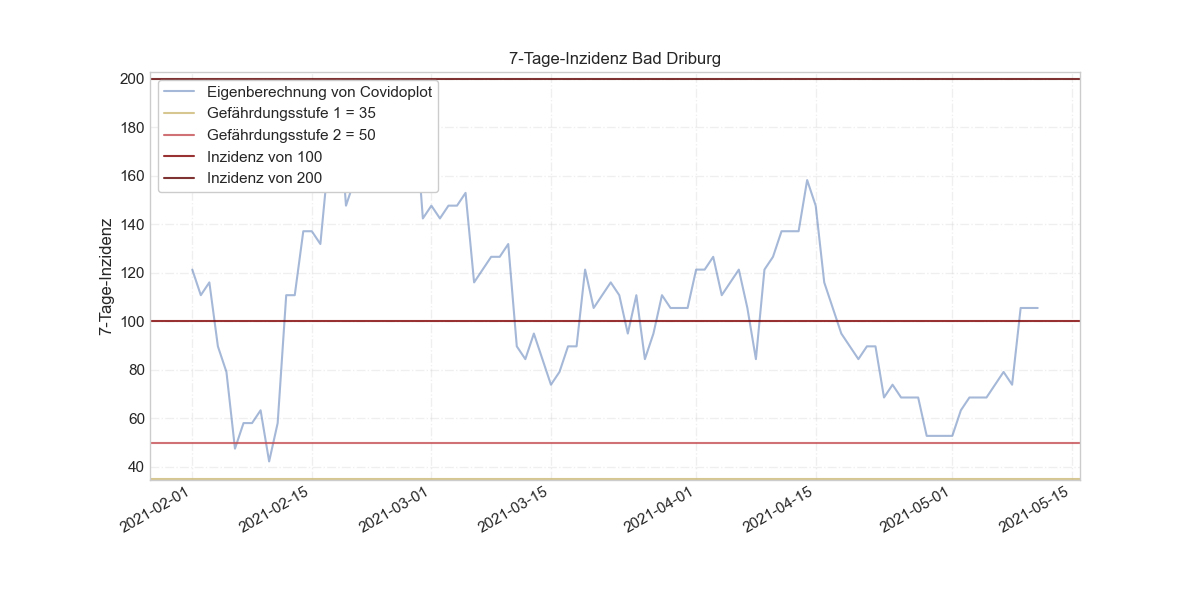 7-Tage-Inzidenz Bad Driburg
7-Tage-Inzidenz
200
180
160
140
120
100
80
60
40
Eigenberechnung von Covidoplot
Gefährdungsstufe 1 = 35
Gefährdungsstufe 2 = 50
Inzidenz von 100
Inzidenz von 200
2021-02-01
2021-02-15
2021-03-01
2021-03-15
2021-04-01
2021-04-15
2021-05-01
2021-05-15